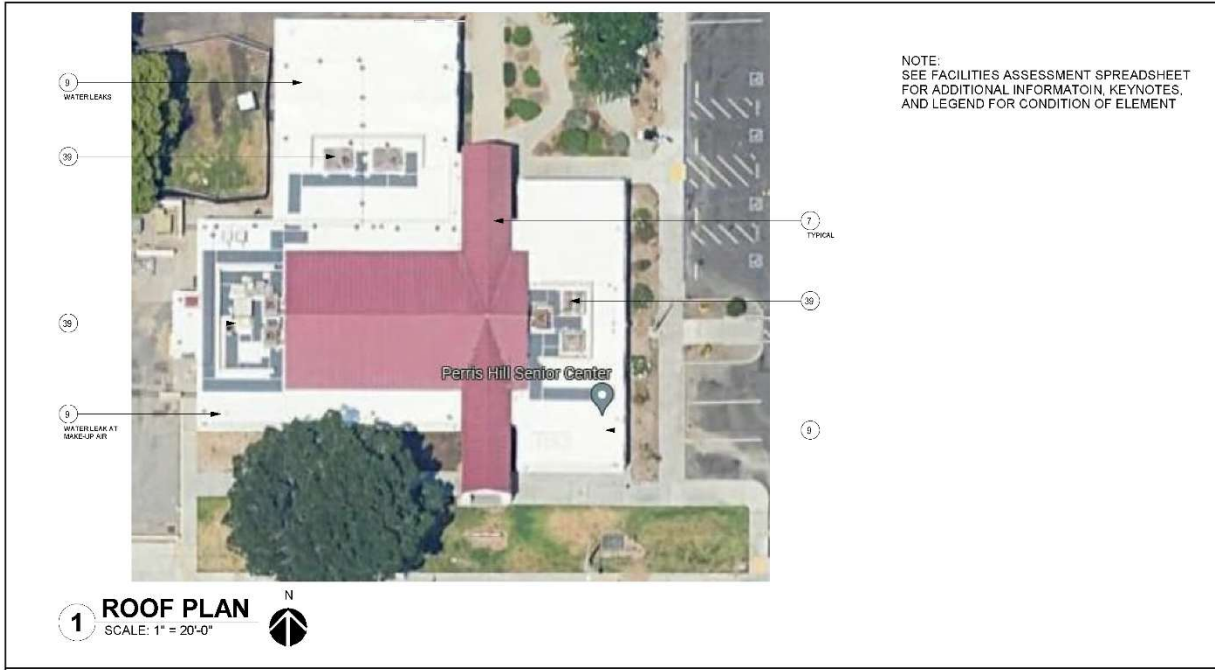 NOTE:
SEE FACILITIES ASSESSMENT SPREADSHEET
FOR ADDITIONAL INFORMATOIN, KEYNOTES,
AND LEGEND FOR CONDITION OF ELEMENT
9
WATER LEAKS
39
7
TYPICAL
39
39
Perris Hill Senior Center
9
WATER LEAK AT
MAKE-UP AIR
9
1 ROOF PLAN
SCALE: 1" = 20'-0"
N